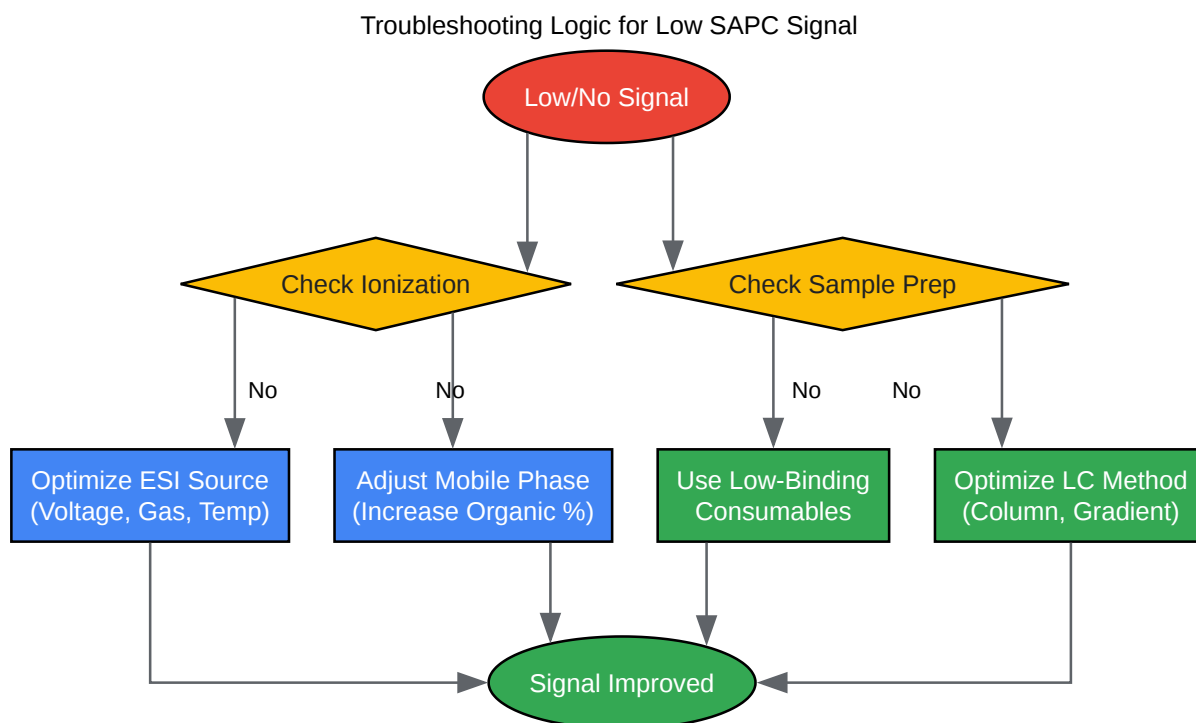 Troubleshooting Logic for Low SAPC Signal
Low/No Signal
Check Ionization
Check Sample Prep
No
No
No
No
Optimize ESI Source
(Voltage, Gas, Temp)
Adjust Mobile Phase
(Increase Organic %)
Use Low-Binding
Consumables
Optimize LC Method
(Column, Gradient)
Signal Improved